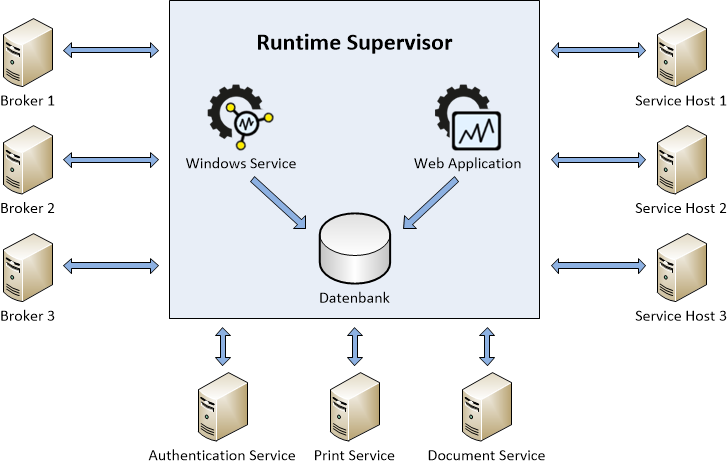 Runtime Supervisor
Broker 1
Service Host 1
Windows Service
Web Application
Broker 2
Service Host 2
Datenbank
Broker 3
Service Host 3
Authentication Service
Print Service
Document Service